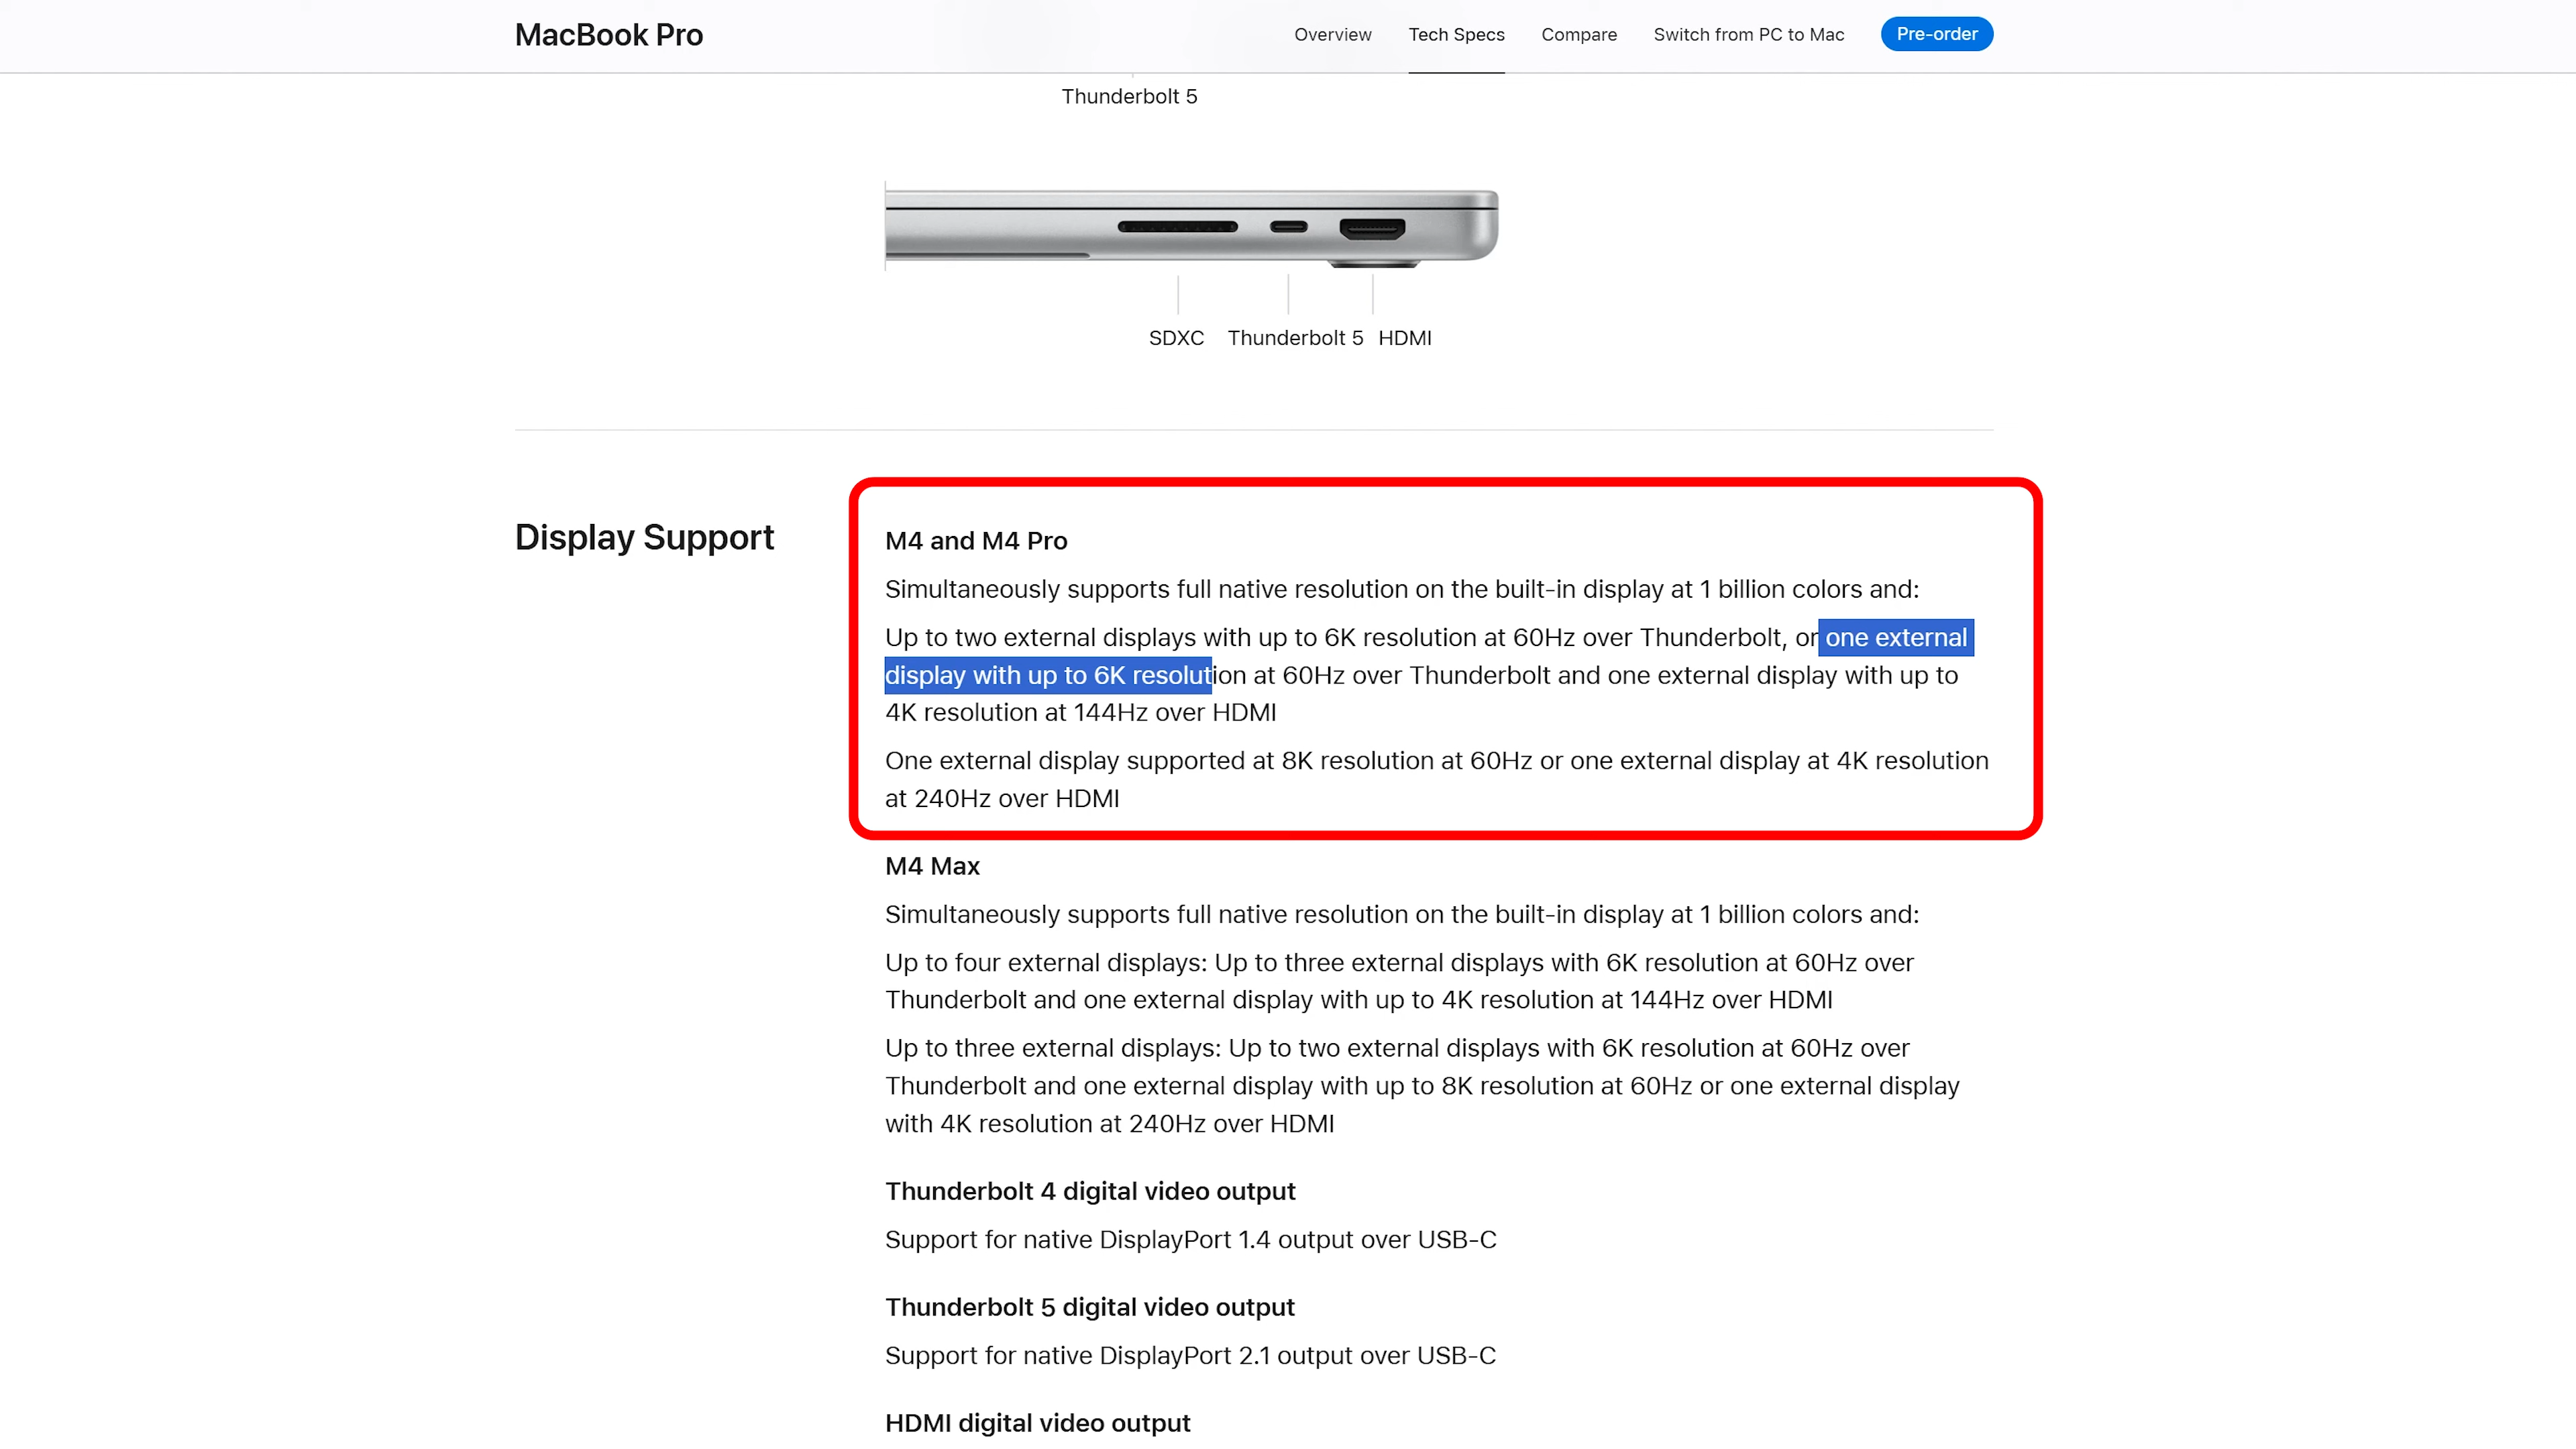 MacBook Pro
Overview
Tech Specs
Compare
Switch from PC to Mac
Pre-order
Thunderbolt 5
SDXC
Thunderbolt 5
HDMI
Display Support
M4 and M4 Pro
Simultaneously supports full native resolution on the built-in display at 1 billion colors and:
Up to two external displays with up to 6K resolution at 60Hz over Thunderbolt, or one external
display with up to 6K resolution at 60Hz over Thunderbolt and one external display with up to
4K resolution at 144Hz over HDMI
One external display supported at 8K resolution at 60Hz or one external display at 4K resolution
at 240Hz over HDMI
M4 Max
Simultaneously supports full native resolution on the built-in display at 1 billion colors and:
Up to four external displays: Up to three external displays with 6K resolution at 60Hz over
Thunderbolt and one external display with up to 4K resolution at 144Hz over HDMI
Up to three external displays: Up to two external displays with 6K resolution at 60Hz over
Thunderbolt and one external display with up to 8K resolution at 60Hz or one external display
with 4K resolution at 240Hz over HDMI
Thunderbolt 4 digital video output
Support for native DisplayPort 1.4 output over USB-C
Thunderbolt 5 digital video output
Support for native DisplayPort 2.1 output over USB-C
HDMI digital video output